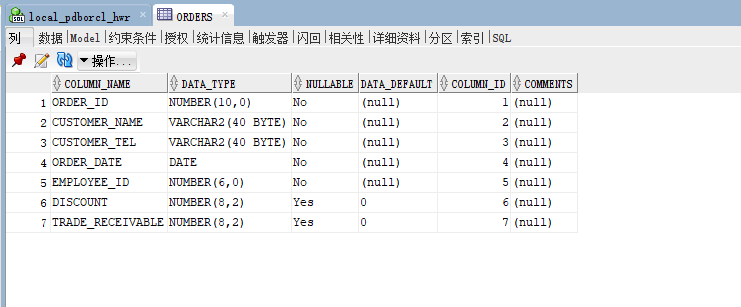 local_pdborcl_hwr × ORDERS ×
列 数据 Model 约束条件 授权 统计信息 触发器 闪回 相关性 详细资料 分区 索引 SQL
操作...
COLUMN_NAME DATA_TYPE NULLABLE DATA_DEFAULT COLUMN_ID COMMENTS
1 ORDER_ID NUMBER(10,0) No (null) 1 (null)
2 CUSTOMER_NAME VARCHAR2(40 BYTE) No (null) 2 (null)
3 CUSTOMER_TEL VARCHAR2(40 BYTE) No (null) 3 (null)
4 ORDER_DATE DATE No (null) 4 (null)
5 EMPLOYEE_ID NUMBER(6,0) No (null) 5 (null)
6 DISCOUNT NUMBER(8,2) Yes 0 6 (null)
7 TRADE_RECEIVABLE NUMBER(8,2) Yes 0 7 (null)